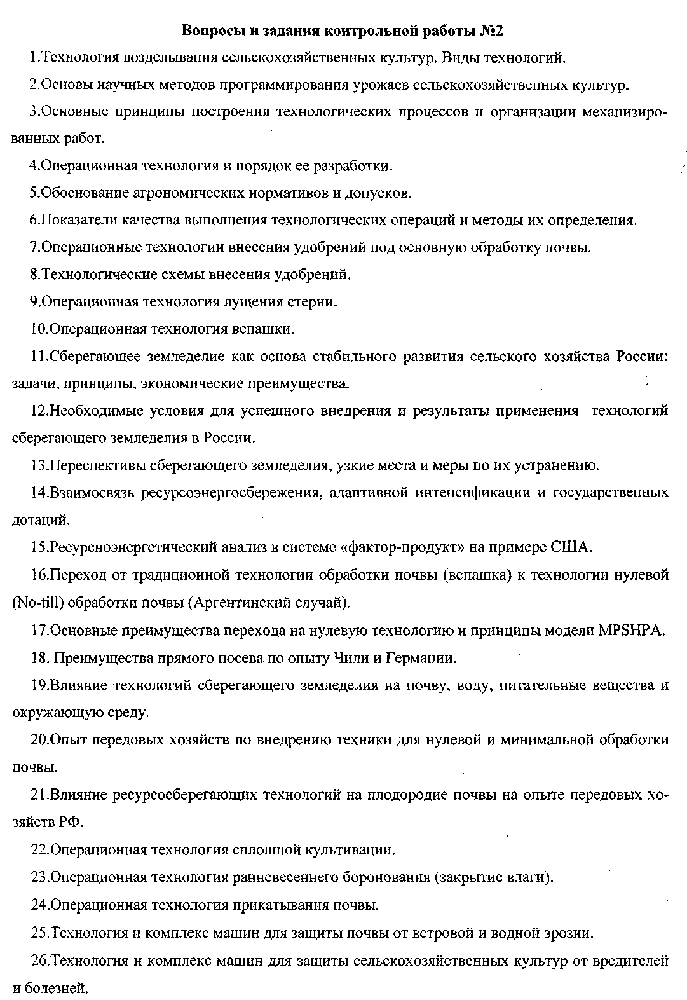 Вопросы и задания контрольной работы №2
1.Технология возделывания сельскохозяйственных культур. Виды технологий.
2.Основы научных методов программирования урожаев сельскохозяйственных культур.
3.Основные принципы построения технологических процессов и организации механизиро-
ванных работ.
4.Операционная технология и порядок ее разработки.
5.Обоснование агрономических нормативов и допусков.
6.Показатели качества выполнения технологических операций и методы их определения.
7.Операционные технологии внесения удобрений под основную обработку почвы.
8.Технологические схемы внесения удобрений.
9.Операционная технология лущения стерни.
10.Операционная технология вспашки.
11.Сберегающее земледелие как основа стабильного развития сельского хозяйства России:
задачи, принципы, экономические преимущества.
12.Необходимые условия для успешного внедрения и результаты применения технологий
сберегающего земледелия в России.
13.Переспективы сберегающего земледелия, узкие места и меры по их устранению.
14.Взаимосвязь ресурсоэнергосбережения, адаптивной интенсификации и государственных
дотаций.
15.Ресурсноэнергетический анализ в системе «фактор-продукт» на примере США.
16.Переход от традиционной технологии обработки почвы (вспашка) к технологии нулевой
(No-till) обработки почвы (Аргентинский случай).
17.Основные преимущества перехода на нулевую технологию и принципы модели MPSHPA.
18. Преимущества прямого посева по опыту Чили и Германии.
19.Влияние технологий сберегающего земледелия на почву, воду, питательные вещества и
окружающую среду.
20.Опыт передовых хозяйств по внедрению техники для нулевой и минимальной обработки
почвы.
21.Влияние ресурсосберегающих технологий на плодородие почвы на опыте передовых хо-
зяйств РФ.
22.Операционная технология сплошной культивации.
23.Операционная технология ранневесеннего боронования (закрытие влаги).
24.Операционная технология прикатывания почвы.
25.Технология и комплекс машин для защиты почвы от ветровой и водной эрозии.
26.Технология и комплекс машин для защиты сельскохозяйственных культур от вредителей
и болезней.